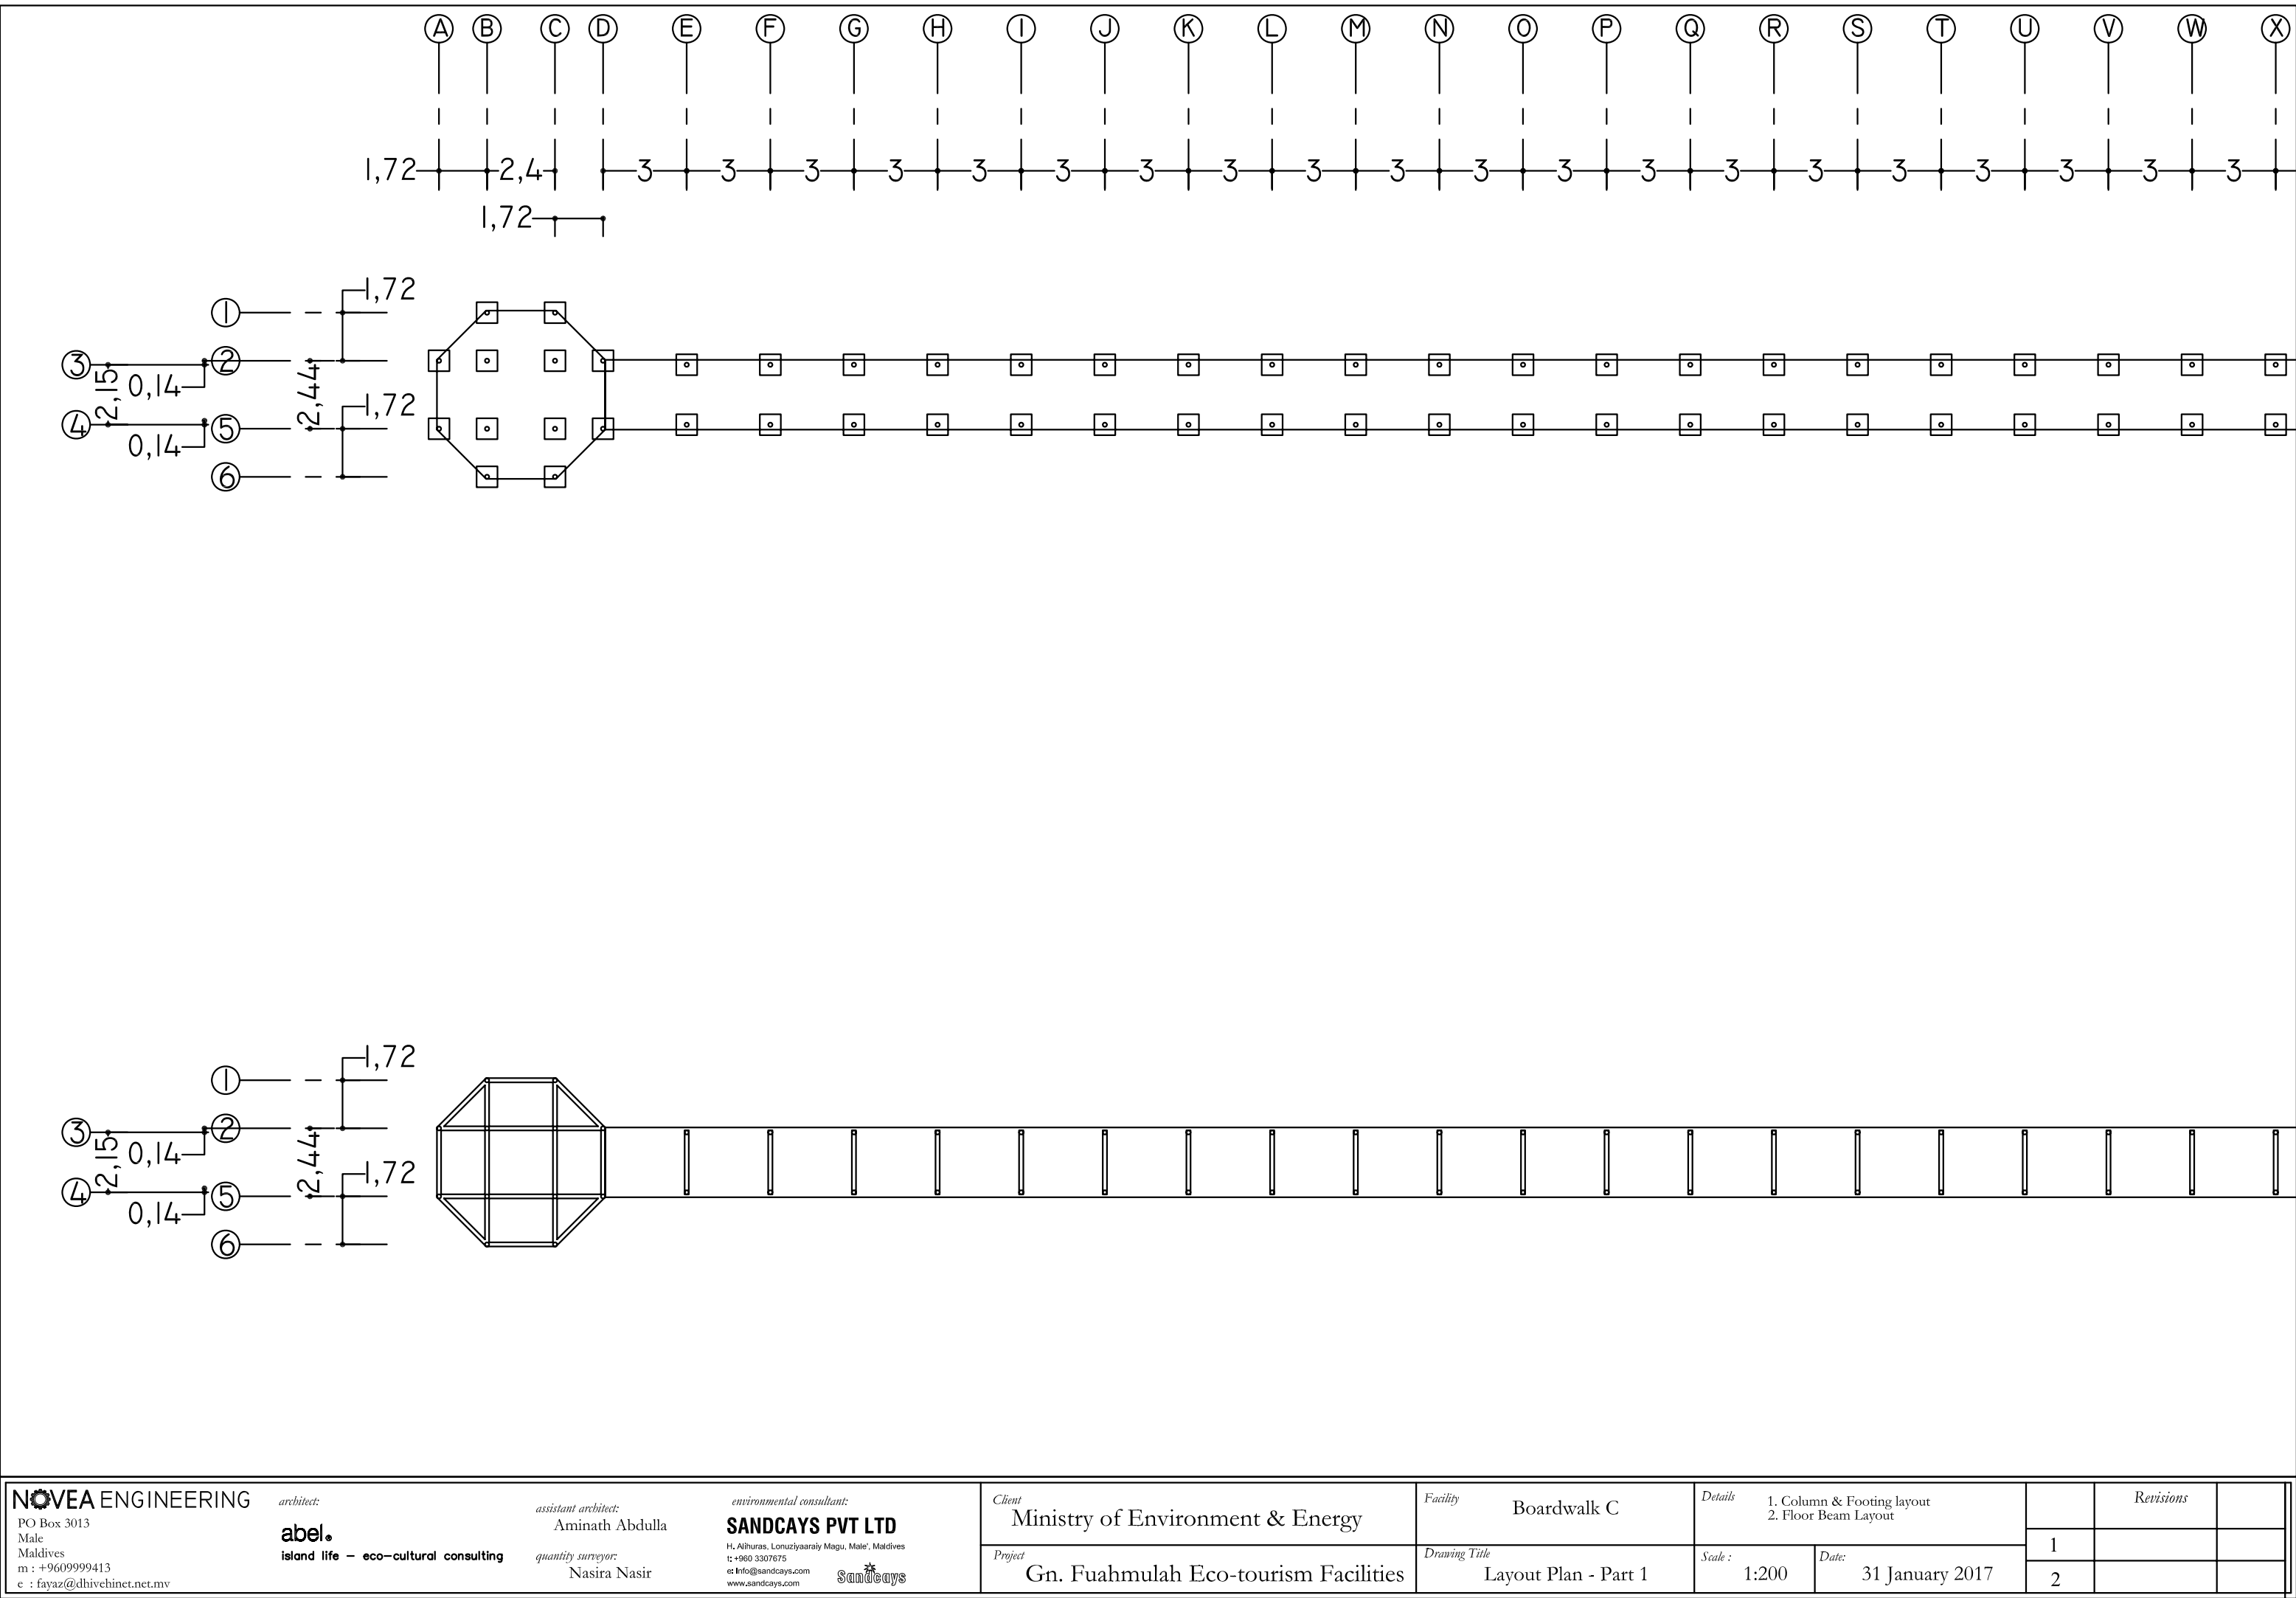 A B C D E F G H I J K L M N O P Q R S T U V W X
1,72 2,4 3 3 3 3 3 3 3 3 3 3 3 3 3 3 3 3 3 3 3 3
1,72
1,72
1
3 2
2,15 0,14 2,44
1,72
4 5
0,14
6
1,72
1
3 2
2,15 0,14 2,44
1,72
4 5
0,14
6
NOVEA ENGINEERING
PO Box 3013
Male
Maldives
m : +9609999413
e : fayaz@dhivehinet.net.mv
architect:
abel.
island life – eco–cultural consulting
assistant architect:
Aminath Abdulla
quantity surveyor:
Nasira Nasir
environmental consultant:
SANDCAYS PVT LTD
H. Alihuras, Lonuziyaaraiy Magu, Male', Maldives
t: +960 3307675
e: info@sandcays.com
www.sandcays.com
Sandcays
Client
Ministry of Environment & Energy
Project
Gn. Fuahmulah Eco-tourism Facilities
Facility
Boardwalk C
Drawing Title
Layout Plan - Part 1
Details
1. Column & Footing layout
2. Floor Beam Layout
Scale :
1:200
Date:
31 January 2017
Revisions
1
2